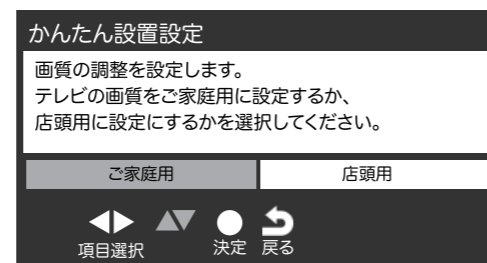 かんたん設置設定
画質の調整を設定します。
テレビの画質をご家庭用に設定するか、
店頭用に設定にするかを選択してください。
ご家庭用 店頭用
項目選択 決定 戻る